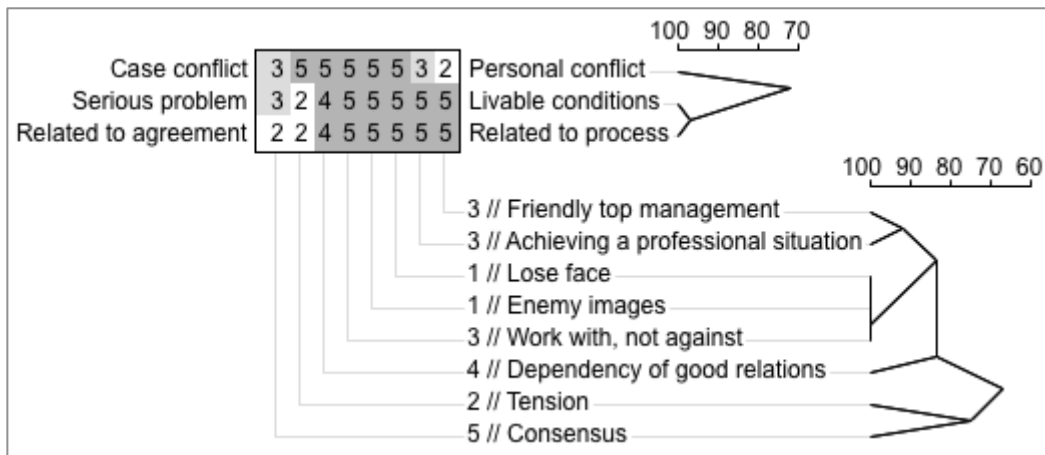 100 90 80 70
Case conflict 3 5 5 5 5 5 3 2 Personal conflict
Serious problem 3 2 4 5 5 5 5 5 Livable conditions
Related to agreement 2 2 4 5 5 5 5 5 Related to process
100 90 80 70 60
3 // Friendly top management
3 // Achieving a professional situation
1 // Lose face
1 // Enemy images
3 // Work with, not against
4 // Dependency of good relations
2 // Tension
5 // Consensus